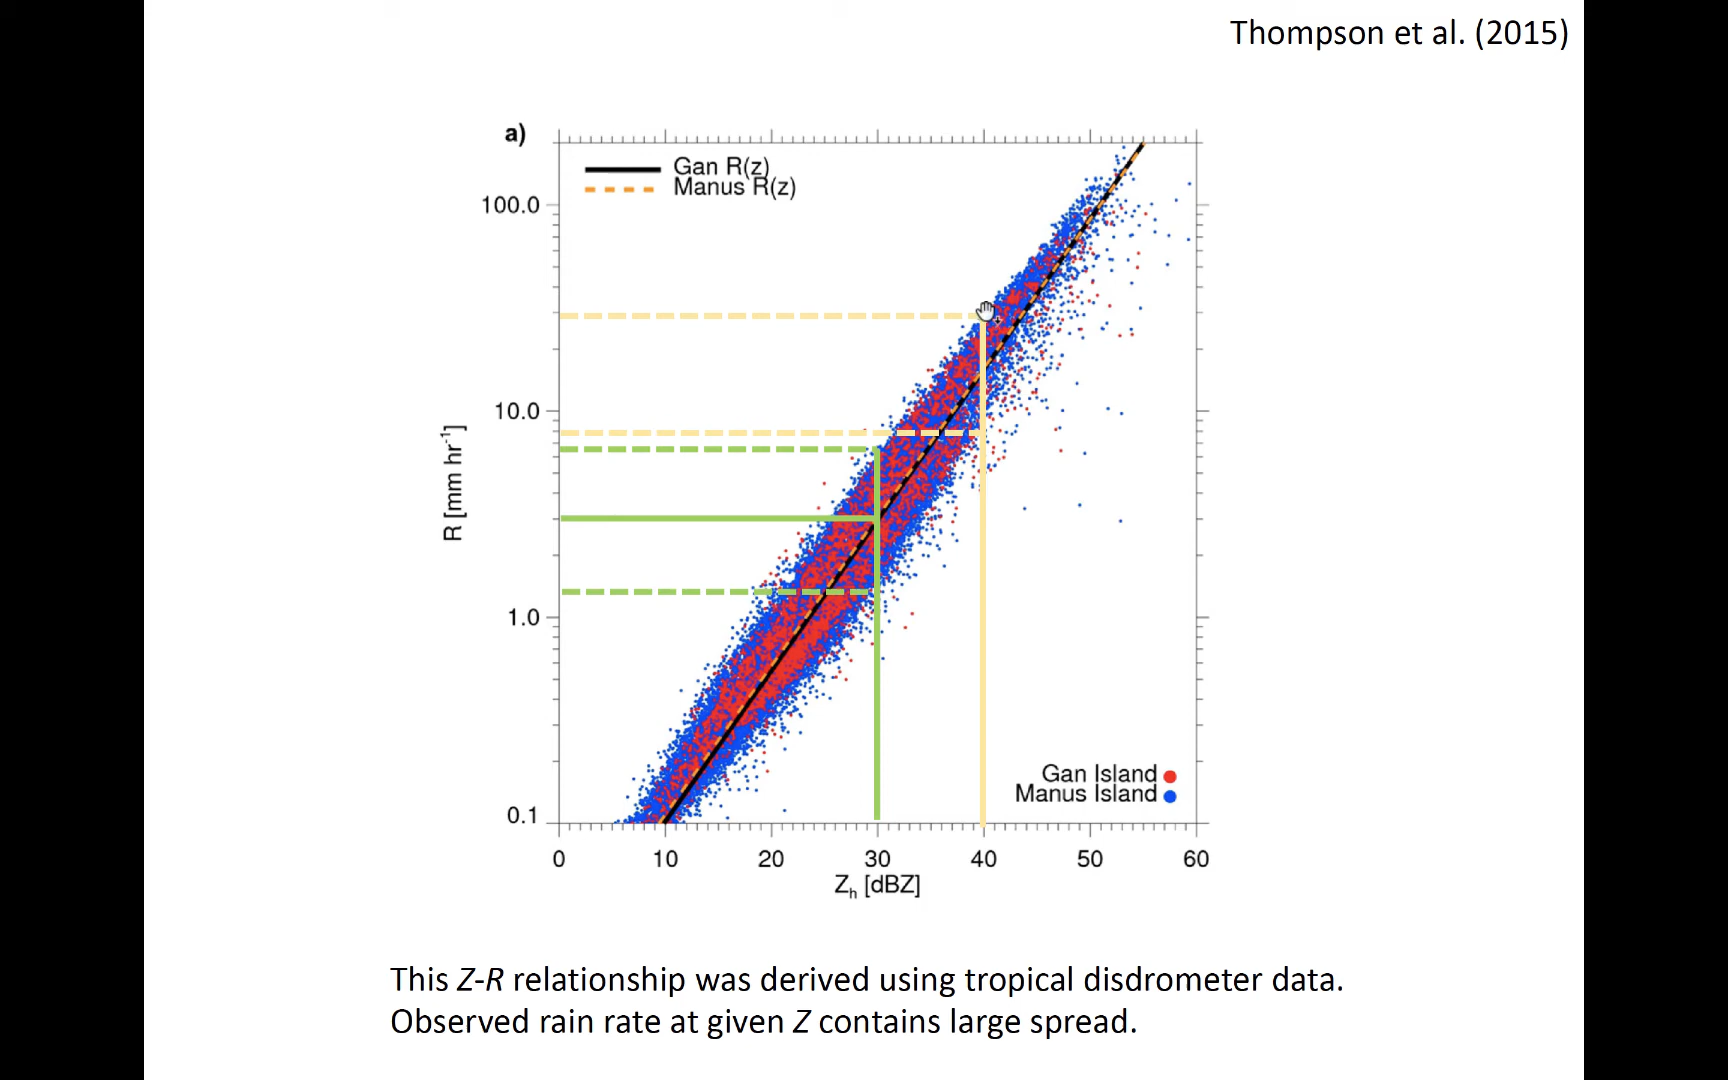 Thompson et al. (2015)
a)
Gan R(z)
Manus R(z)
100.0
10.0
1.0
0.1
R [mm hr⁻¹]
Gan Island
Manus Island
0 10 20 30 40 50 60
Zₕ [dBZ]
This Z-R relationship was derived using tropical disdrometer data.
Observed rain rate at given Z contains large spread.